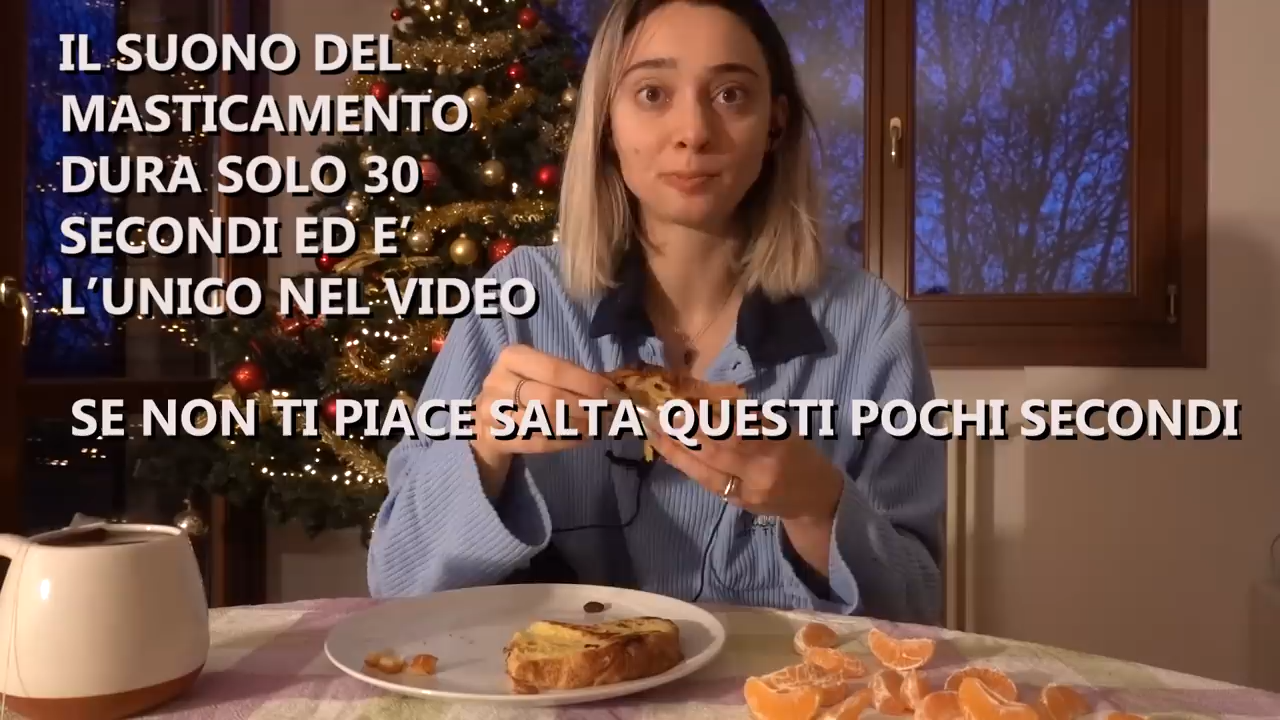 IL SUONO DEL
MASTICAMENTO
DURA SOLO 30
SECONDI ED E’
L’UNICO NEL VIDEO
SE NON TI PIACE SALTA QUESTI POCHI SECONDI